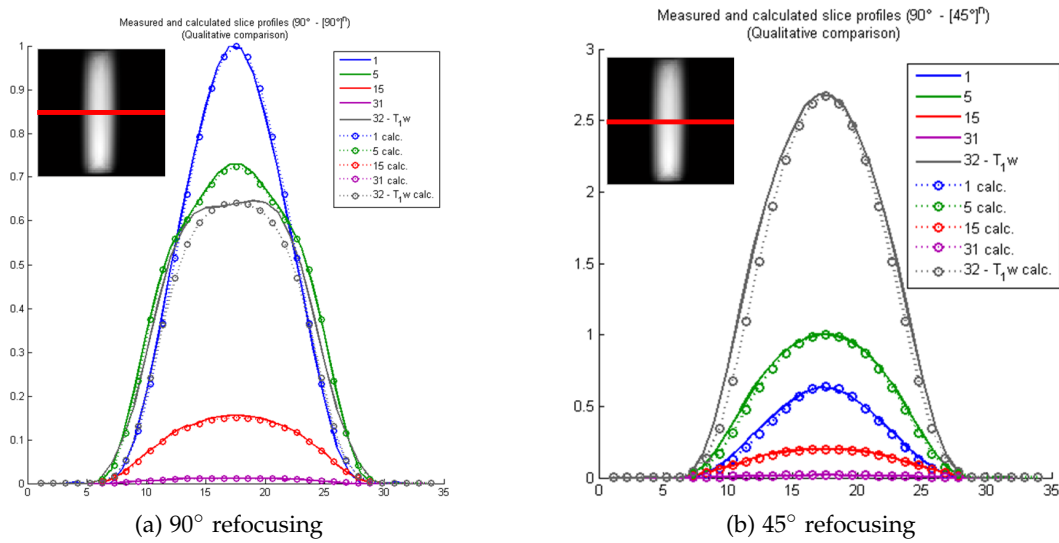 Measured and calculated slice profiles (90° - [90°]ⁿ)
(Qualitative comparison)
1
0.9
0.8
0.7
0.6
0.5
0.4
0.3
0.2
0.1
0
0 5 10 15 20 25 30 35
1
5
15
31
32 - T₁w
1 calc.
5 calc.
15 calc.
31 calc.
32 - T₁w calc.
(a) 90° refocusing
Measured and calculated slice profiles (90° - [45°]ⁿ)
(Qualitative comparison)
3
2.5
2
1.5
1
0.5
0
0 5 10 15 20 25 30 35
1
5
15
31
32 - T₁w
1 calc.
5 calc.
15 calc.
31 calc.
32 - T₁w calc.
(b) 45° refocusing